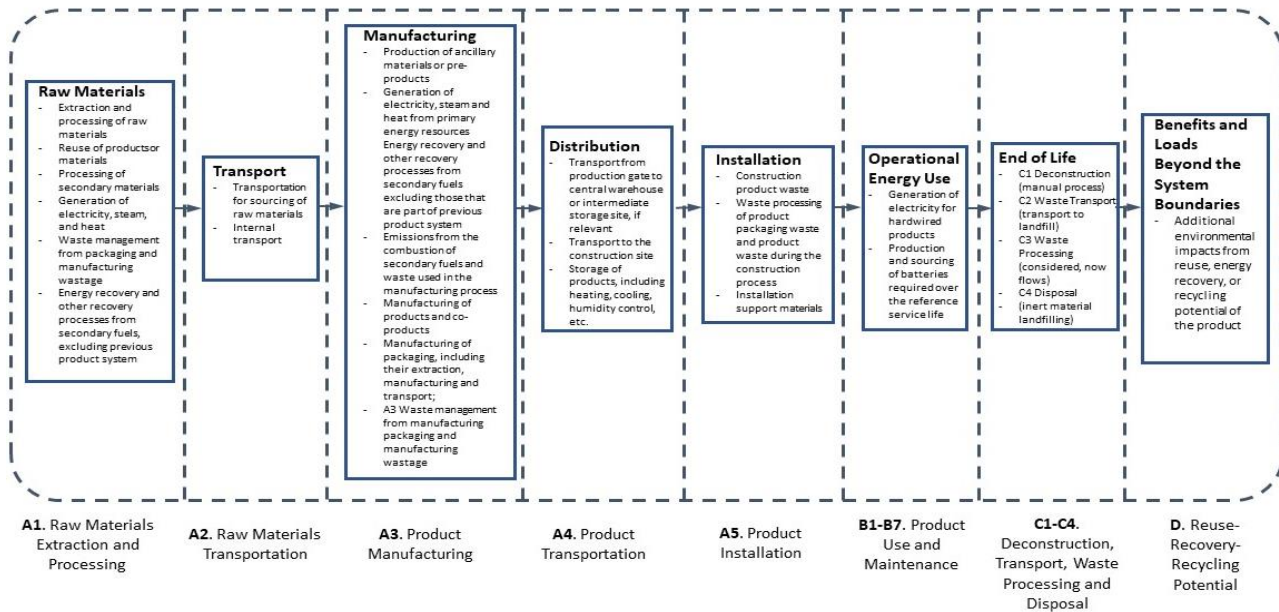 Raw Materials
- Extraction and
processing of raw
materials
- Reuse of productsor
materials
- Processing of
secondary materials
- Generation of
electricity, steam,
and heat
- Waste management
from packaging and
manufacturing
wastage
- Energy recovery and
other recovery
processes from
secondary fuels,
excluding previous
product system
Transport
- Transportation
for sourcing of
raw materials
- Internal
transport
Manufacturing
- Production of ancillary
materials or pre-
products
- Generation of
electricity, steam and
heat from primary
energy resources
Energy recovery and
other recovery
processes from
secondary fuels
excluding those that
are part of previous
product system
- Emissions from the
combustion of
secondary fuels and
waste used in the
manufacturing process
- Manufacturing of
products and co-
products
- Manufacturing of
packaging, including
their extraction,
manufacturing and
transport;
- A3 Waste management
from manufacturing
packaging and
manufacturing
wastage
Distribution
- Transport from
production gate to
central warehouse
or intermediate
storage site, if
relevant
- Transport to the
construction site
- Storage of
products, including
heating, cooling,
humidity control,
etc.
Installation
- Construction
product waste
- Waste processing of
product
packaging waste
and product
waste during the
construction
process
- Installation
support materials
Operational
Energy Use
- Generation of
electricity for
hardwired
products
- Production
and sourcing
of batteries
required over
the reference
service life
End of Life
- C1 Deconstruction
(manual process)
- C2 Waste Transport
(transport to
landfill)
- C3 Waste
Processing
(considered, now
flows)
- C4 Disposal
- (inert material
landfilling)
Benefits and
Loads
Beyond the
System
Boundaries
- Additional
environmental
impacts from
reuse, energy
recovery, or
recycling
potential of
the product
A1. Raw Materials
Extraction and
Processing
A2. Raw Materials
Transportation
A3. Product
Manufacturing
A4. Product
Transportation
A5. Product
Installation
B1-B7. Product
Use and
Maintenance
C1-C4.
Deconstruction,
Transport, Waste
Processing and
Disposal
D. Reuse-
Recovery-
Recycling
Potential